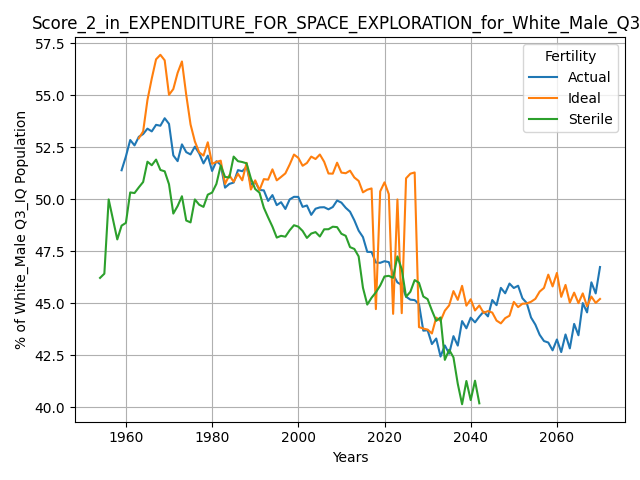 Score_2_in_EXPENDITURE_FOR_SPACE_EXPLORATION_for_White_Male_Q3
57.5
55.0
52.5
50.0
47.5
45.0
42.5
40.0
% of White_Male Q3_IQ Population
Fertility
Actual
Ideal
Sterile
1960 1980 2000 2020 2040 2060
Years